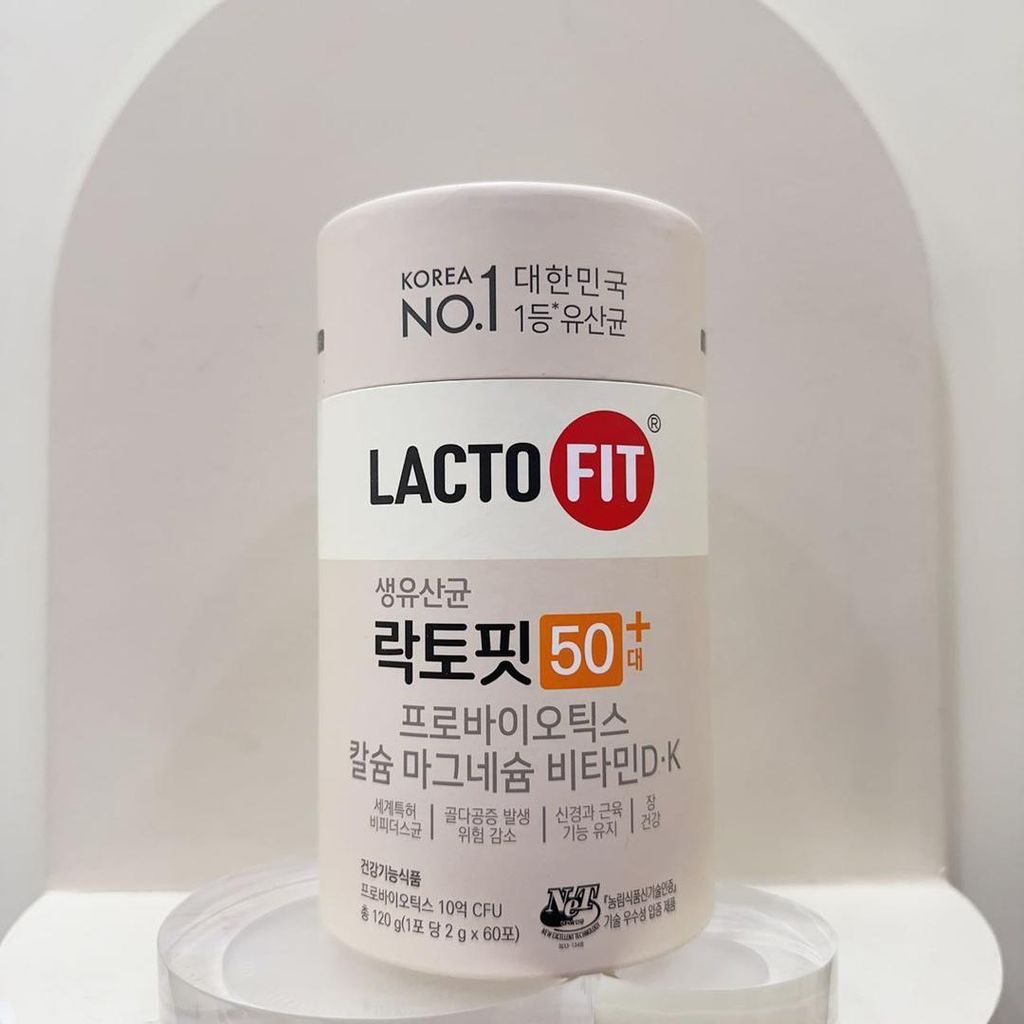 KOREA
NO.1
대한민국
1등*유산균
LACTO FIT®
생유산균
락토핏 50+대
프로바이오틱스
칼슘 마그네슘 비타민D·K
세계특허
비피더스균
골다공증 발생
위험 감소
신경과 근육
기능 유지
장
건강
건강기능식품
프로바이오틱스 10억 CFU
총 120 g(1포 당 2 g x 60포)
NeT
NEW EXCELLENT TECHNOLOGY
『농림식품신기술인증』
기술 우수성 입증 제품